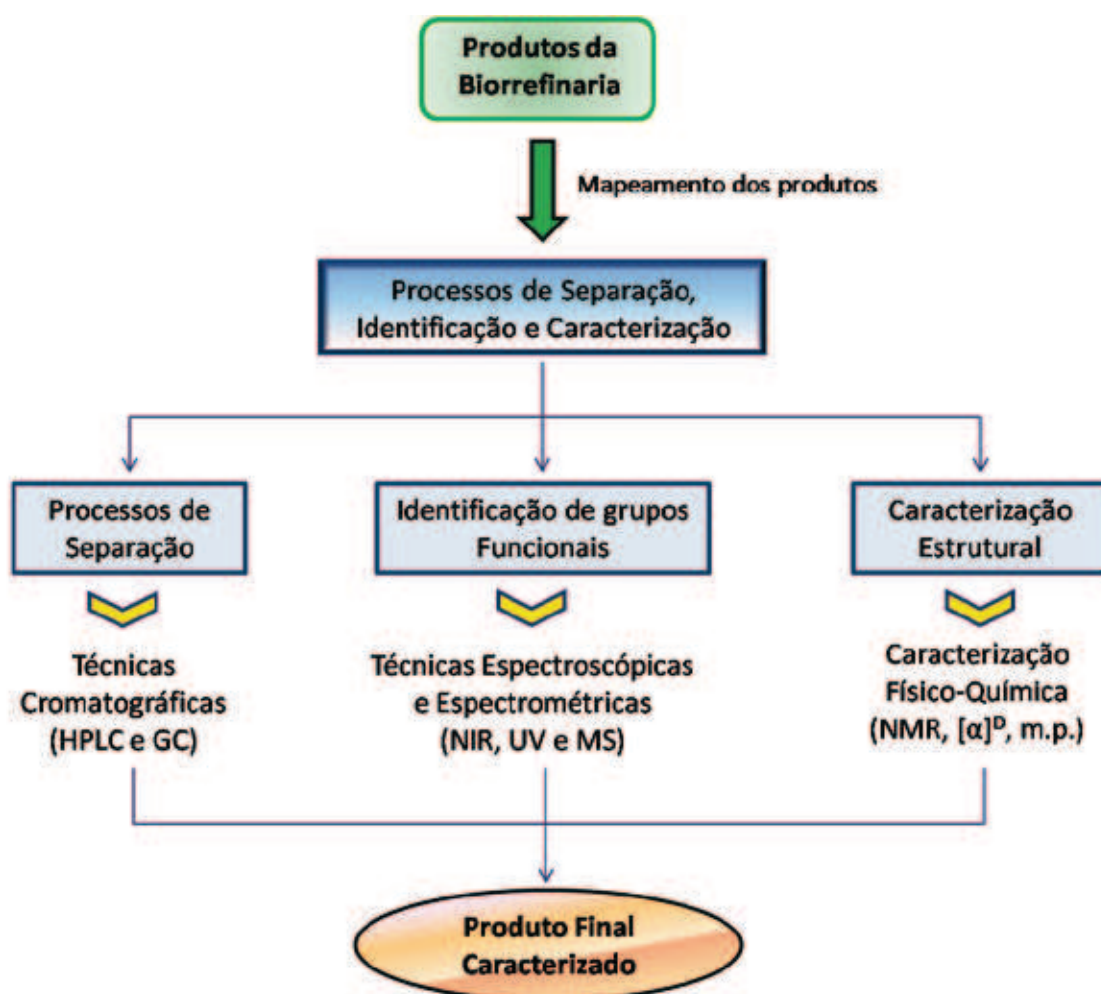 Produtos da
Biorrefinaria
Mapeamento dos produtos
Processos de Separação,
Identificação e Caracterização
Processos de
Separação
Identificação de grupos
Funcionais
Caracterização
Estrutural
Técnicas
Cromatográficas
(HPLC e GC)
Técnicas Espectroscópicas
e Espectrométricas
(NIR, UV e MS)
Caracterização
Físico-Química
(NMR, [α]ᴰ, m.p.)
Produto Final
Caracterizado